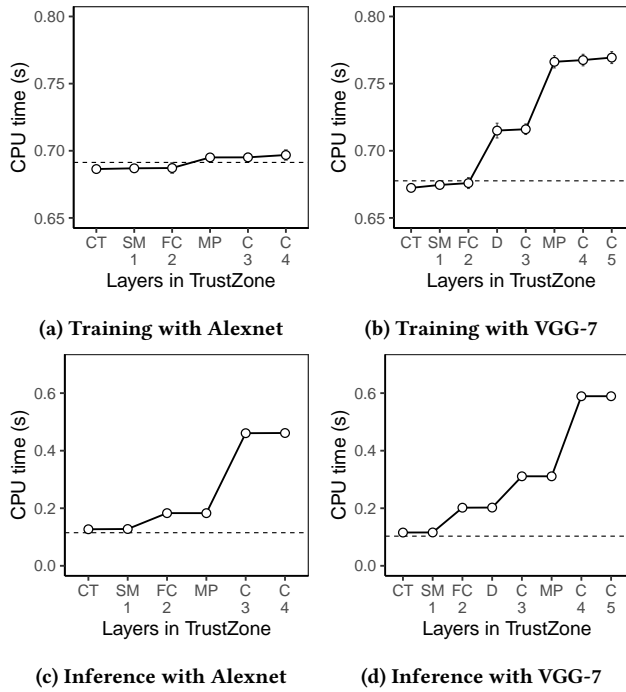 0.80
0.75
0.70
0.65
CPU time (s)
CT SM FC MP C C
1 2 3 4
Layers in TrustZone
(a) Training with Alexnet
0.80
0.75
0.70
0.65
CPU time (s)
CT SM FC D C MP C C
1 2 3 4 5
Layers in TrustZone
(b) Training with VGG-7
0.6
0.4
0.2
0.0
CPU time (s)
CT SM FC MP C C
1 2 3 4
Layers in TrustZone
(c) Inference with Alexnet
0.6
0.4
0.2
0.0
CPU time (s)
CT SM FC D C MP C C
1 2 3 4 5
Layers in TrustZone
(d) Inference with VGG-7